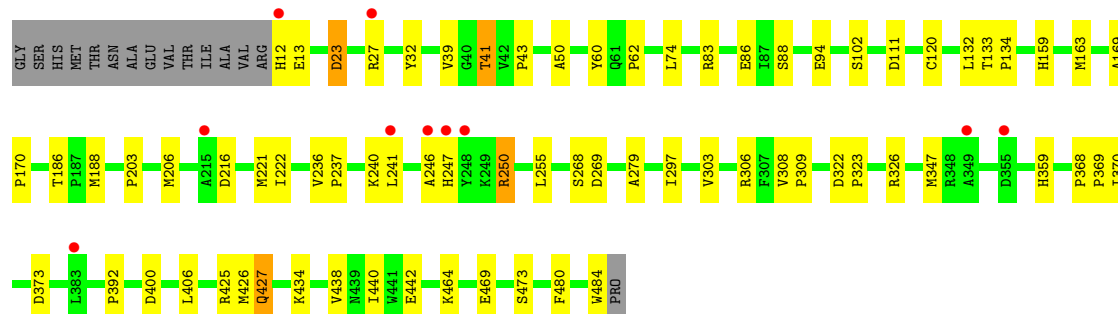 GLY SER HIS MET THR ASN ALA GLU VAL THR ILE ALA VAL ARG H12 E13 D23 R27 Y32 V39 G40 T41 V42 P43 A50 Y60 Q61 P62 L74 R83 E86 I87 S88 E94 S102 D111 C120 L132 T133 P134 H159 M163 A169
P170 T186 P187 M188 P203 M206 A215 D216 M221 I222 V236 P237 K240 L241 A246 H247 Y248 K249 R250 L255 S268 D269 A279 I297 V303 R306 F307 V308 P309 D322 P323 R326 M347 R348 A349 D355 H359 P368 P369 I370
D373 L383 P392 D400 L406 R425 M426 Q427 K434 V438 N439 I440 W441 E442 K464 E469 S473 F480 W484 PRO